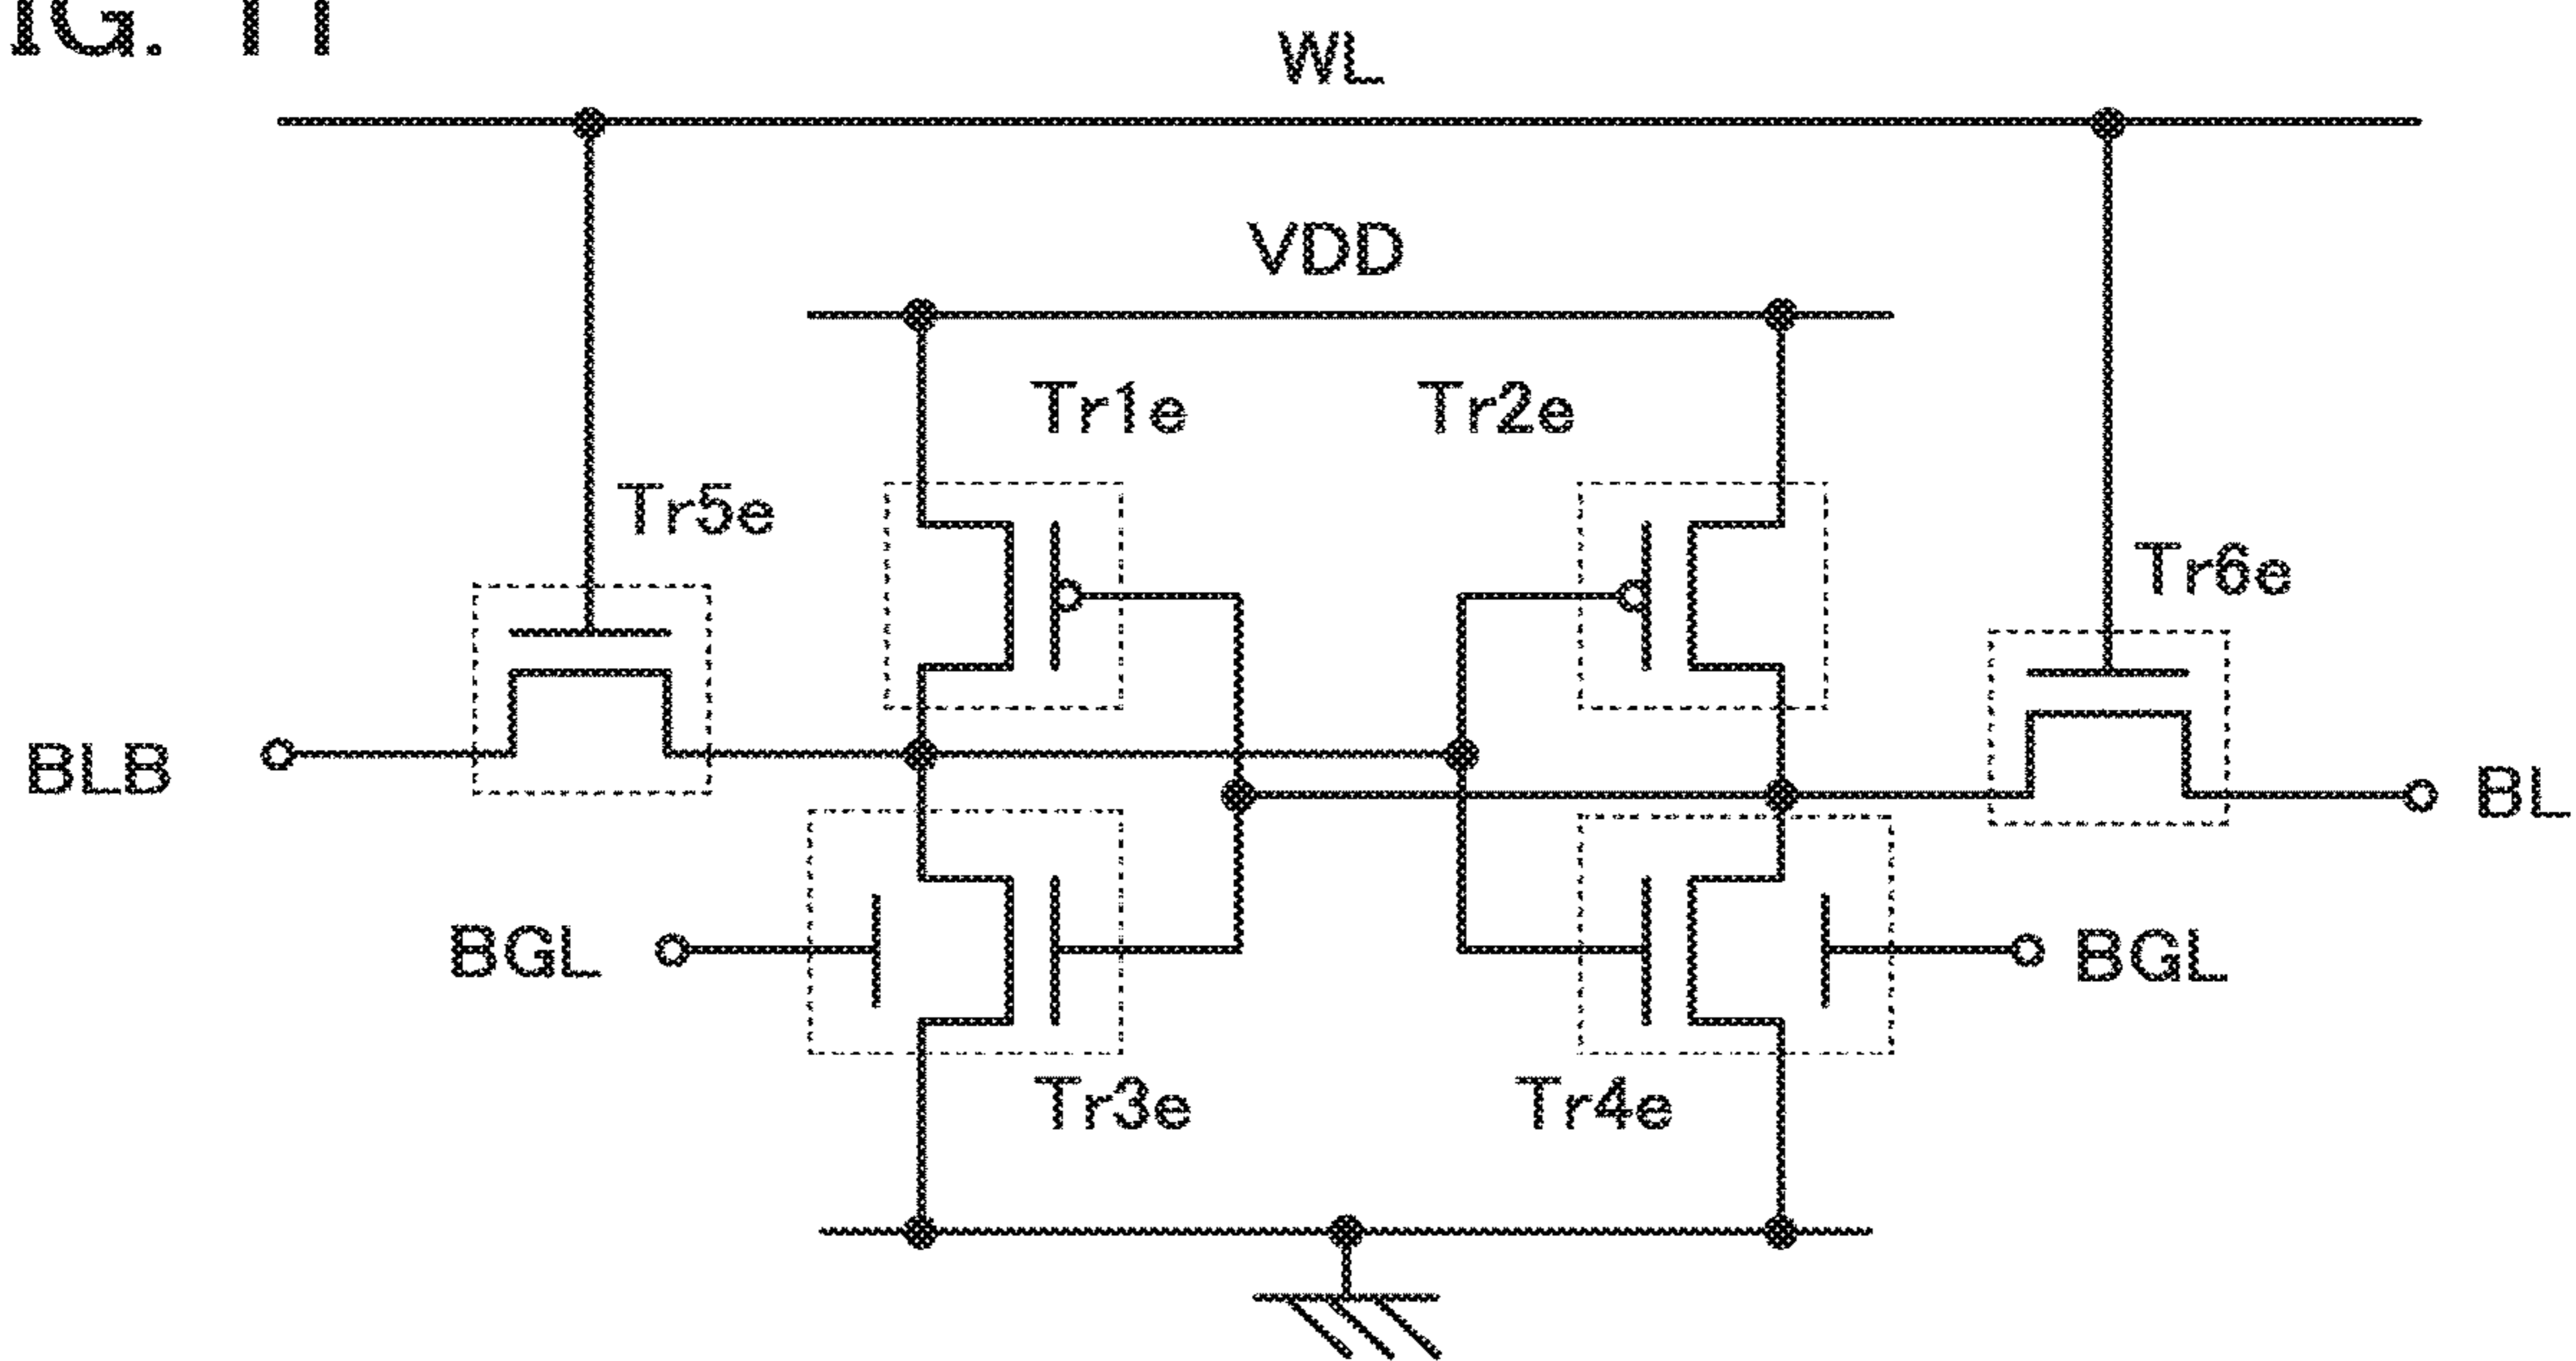 IG. 11
WL
VDD
Tr1e
Tr2e
Tr5e
Tr6e
BLB
BL
BGL
BGL
Tr3e
Tr4e